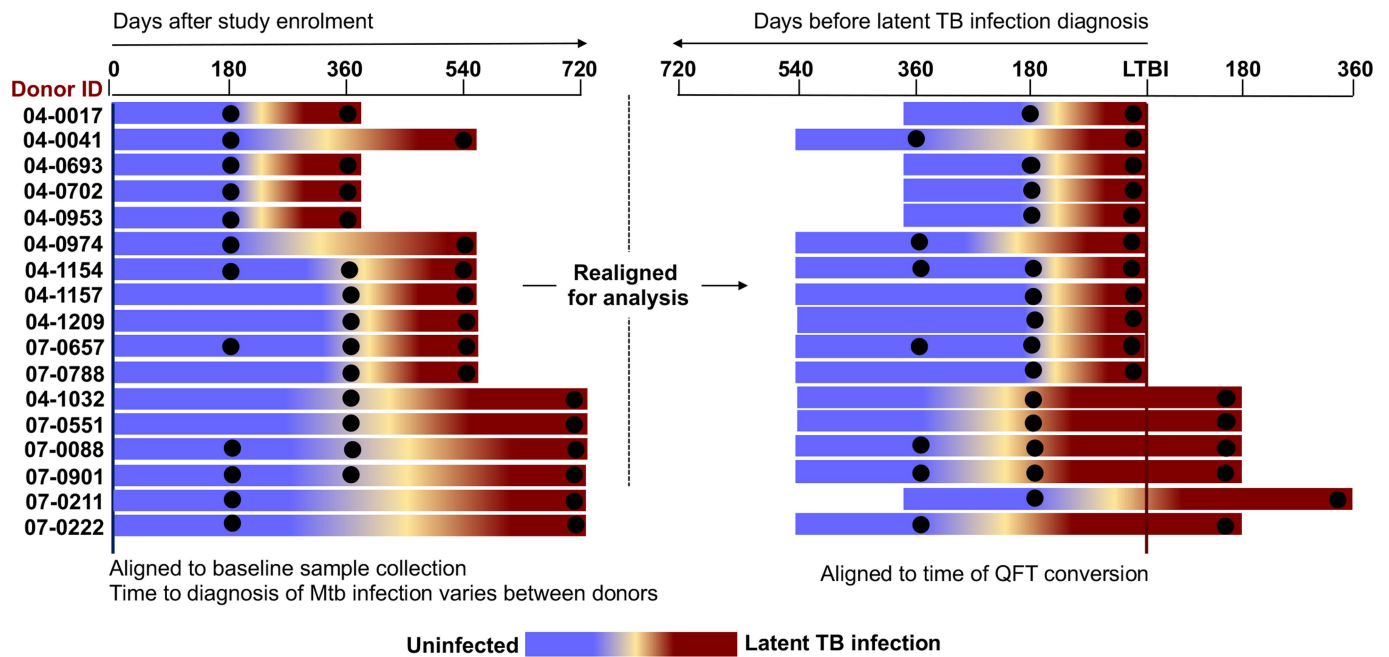 Days after study enrolment
Days before latent TB infection diagnosis
0 180 360 540 720
720 540 360 180 LTBI 180 360
Donor ID
04-0017
04-0041
04-0693
04-0702
04-0953
04-0974
04-1154
04-1157
04-1209
07-0657
07-0788
04-1032
07-0551
07-0088
07-0901
07-0211
07-0222
Realigned
for analysis
Aligned to baseline sample collection
Time to diagnosis of Mtb infection varies between donors
Aligned to time of QFT conversion
Uninfected
Latent TB infection